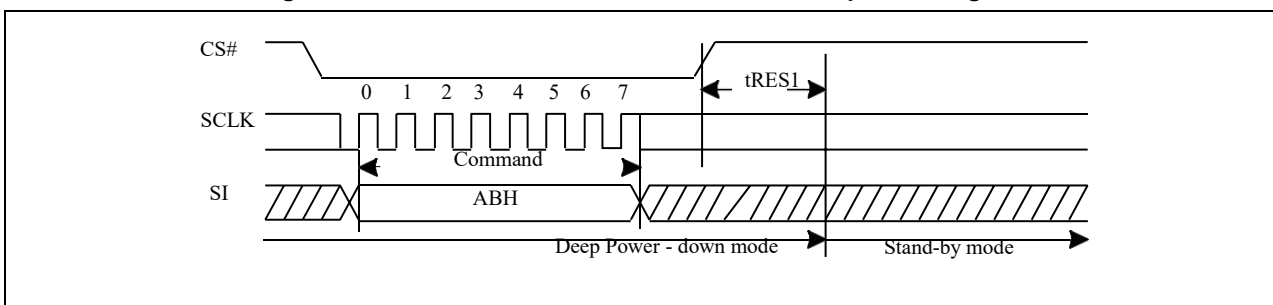 CS#
tRES1
0 1 2 3 4 5 6 7
SCLK
Command
SI
ABH
Deep Power - down mode
Stand-by mode